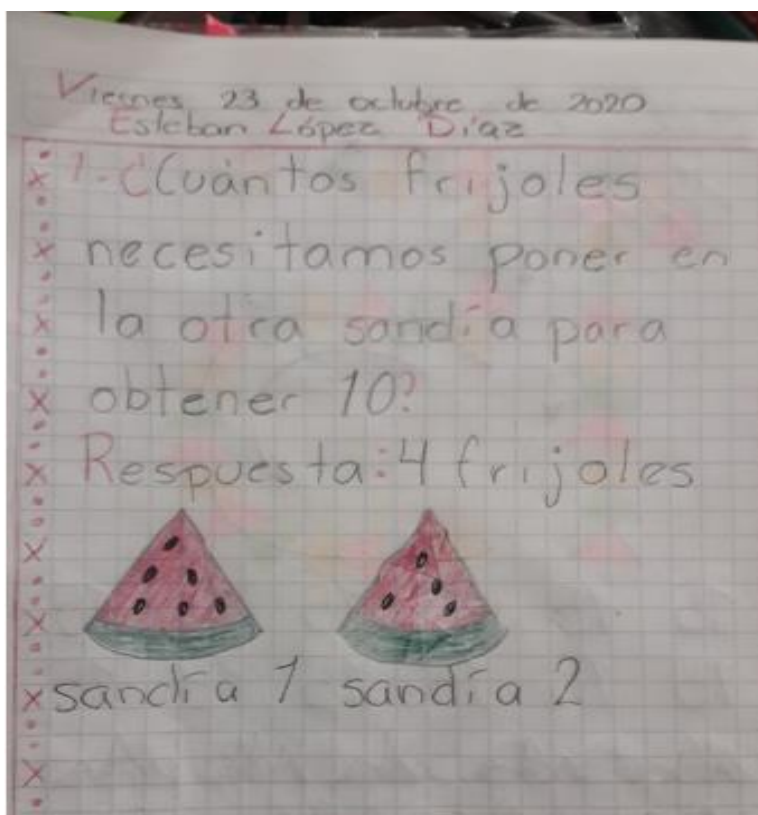 Viernes 23 de octubre de 2020
Esteban López Díaz
1-¿Cuántos frijoles
necesitamos poner en
la otra sandía para
obtener 10?
Respuesta: 4 frijoles
sandía 1 sandía 2